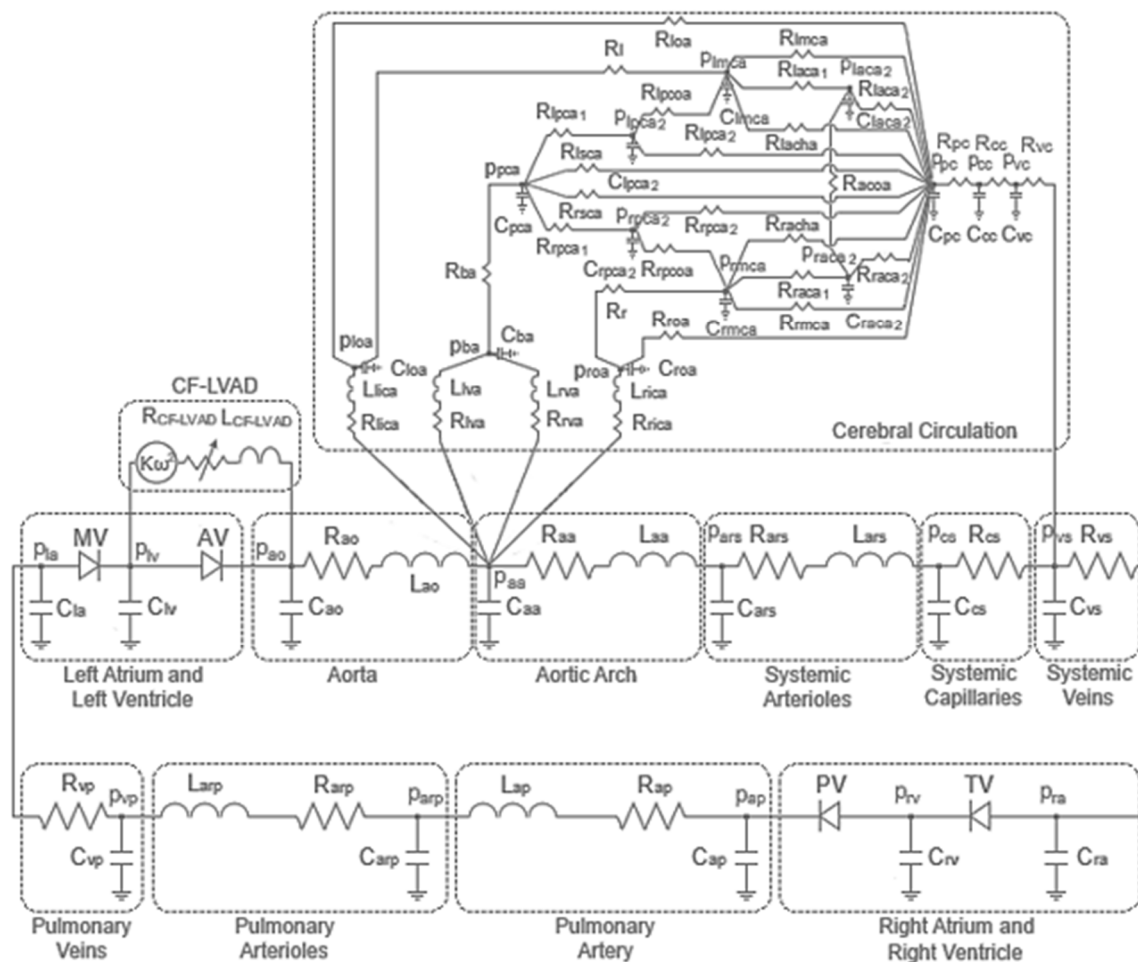 Rloa
Rl plmca Rlmca
Rlaca1 placa2
Rlpcoa Rlaca2
Rlpca1 plpca2 Clmca Claca2
Rlpca2 Rlacha Rpc Rcc Rvc
Rlsca ppc pcc pvc
ppca Clpca2 Racoa
Cpca Rrsca prpca2 Rrpca2 Rracha Cpc Ccc Cvc
Rrpca1 prmca praca2
Rba Crpca2 Rrpcoa Rraca2
Rr Rraca1
Rroa Crmca Rrmca Craca2
ploa pba Cba
Cloa proa Croa
CF-LVAD Llica Llva Lrva Lrica
RCF-LVAD LCF-LVAD Rlica Rlva Rrva Rrica
Cerebral Circulation
Kω2
pla MV plv AV pao Rao Raa pars Rars Lars pcs Rcs pvs Rvs
Laa
Lao paa
Cla Clv Cao Caa Cars Ccs Cvs
Left Atrium and
Left Ventricle
Aorta
Aortic Arch
Systemic
Arterioles
Systemic
Capillaries
Systemic
Veins
Rvp pvp Larp Rarp parp Lap Rap pap PV prv TV pra
Cvp Carp Cap Crv Cra
Pulmonary
Veins
Pulmonary
Arterioles
Pulmonary
Artery
Right Atrium and
Right Ventricle